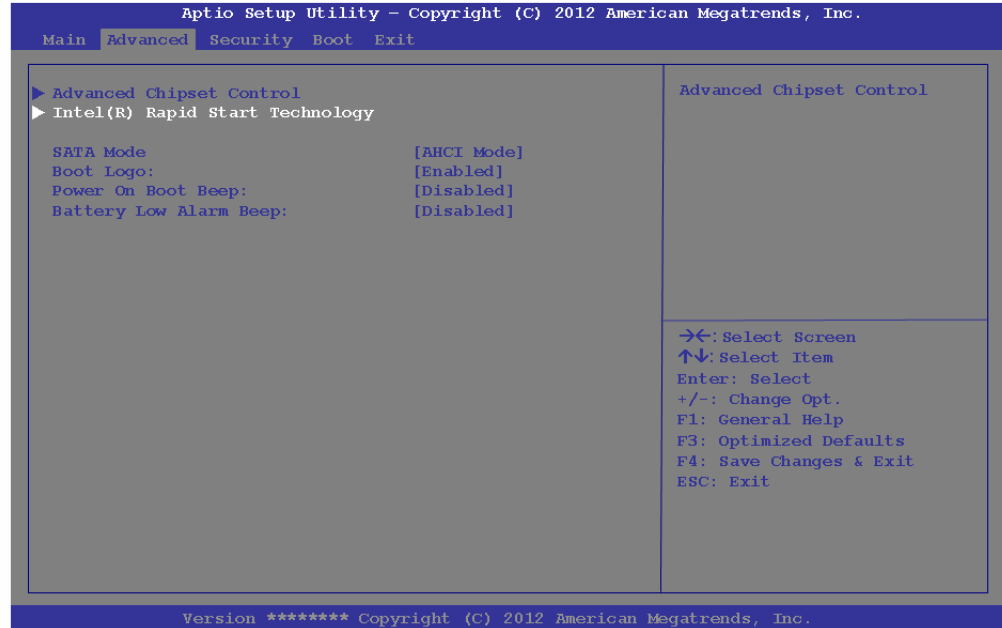 Aptio Setup Utility – Copyright (C) 2012 American Megatrends, Inc.
Main Advanced Security Boot Exit
▶ Advanced Chipset Control
▶ Intel(R) Rapid Start Technology
SATA Mode [AHCI Mode]
Boot Logo: [Enabled]
Power On Boot Beep: [Disabled]
Battery Low Alarm Beep: [Disabled]
Advanced Chipset Control
→←: Select Screen
↑↓: Select Item
Enter: Select
+/-: Change Opt.
F1: General Help
F3: Optimized Defaults
F4: Save Changes & Exit
ESC: Exit
Version ******** Copyright (C) 2012 American Megatrends, Inc.